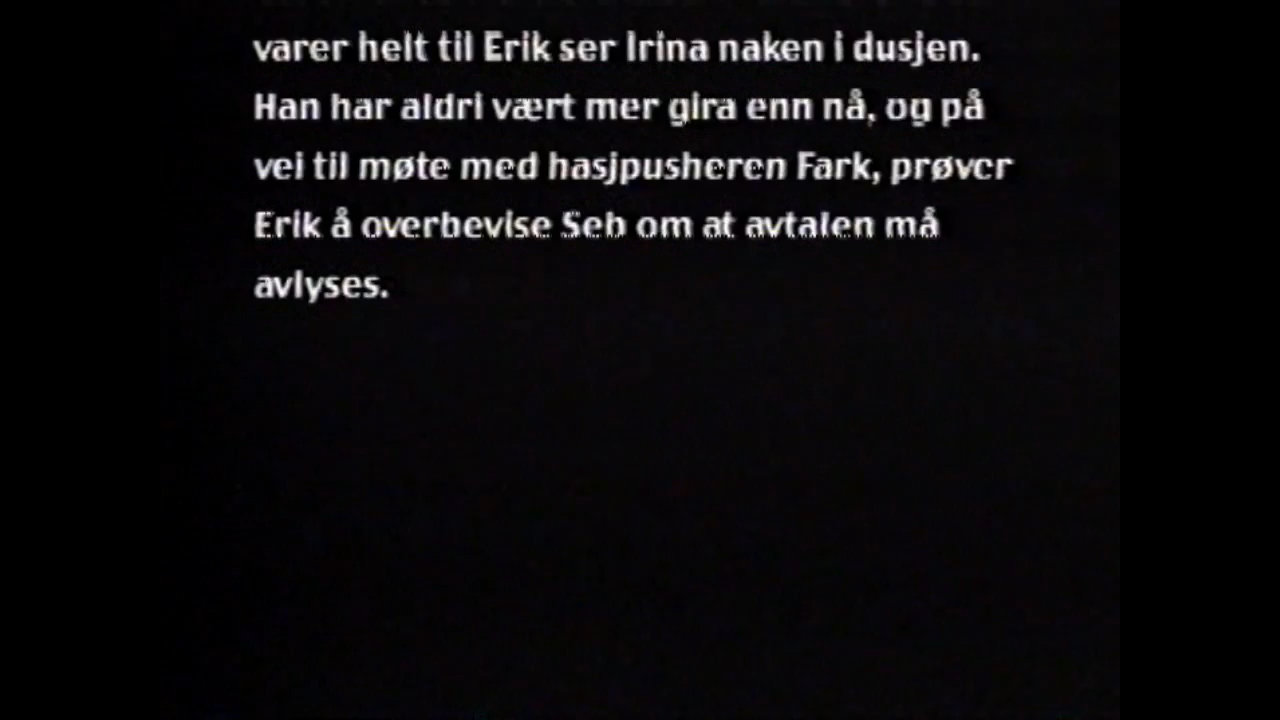 varer helt til Erik ser Irina naken i dusjen.
Han har aldri vært mer gira enn nå, og på
vei til møte med hasjpusheren Fark, prøver
Erik å overbevise Seb om at avtalen må
avlyses.